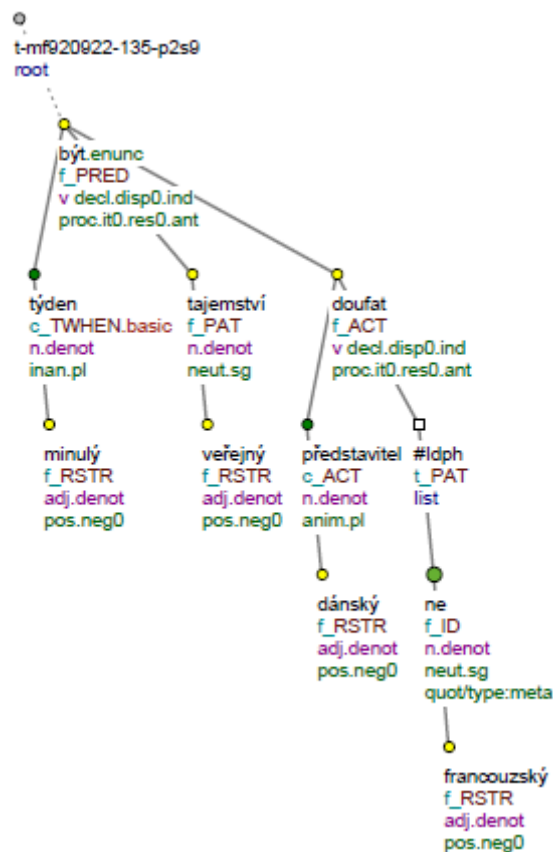 t-mf920922-135-p2s9
root
být.enunc
f_PRED
v decl.disp0.ind
proc.it0.res0.ant
týden
c_TWHEN.basic
n.denot
inan.pl
tajemství
f_PAT
n.denot
neut.sg
doufat
f_ACT
v decl.disp0.ind
proc.it0.res0.ant
minulý
f_RSTR
adj.denot
pos.neg0
veřejný
f_RSTR
adj.denot
pos.neg0
představitel
c_ACT
n.denot
anim.pl
#Idph
t_PAT
list
dánský
f_RSTR
adj.denot
pos.neg0
ne
f_ID
n.denot
neut.sg
quot/type:meta
francouzský
f_RSTR
adj.denot
pos.neg0